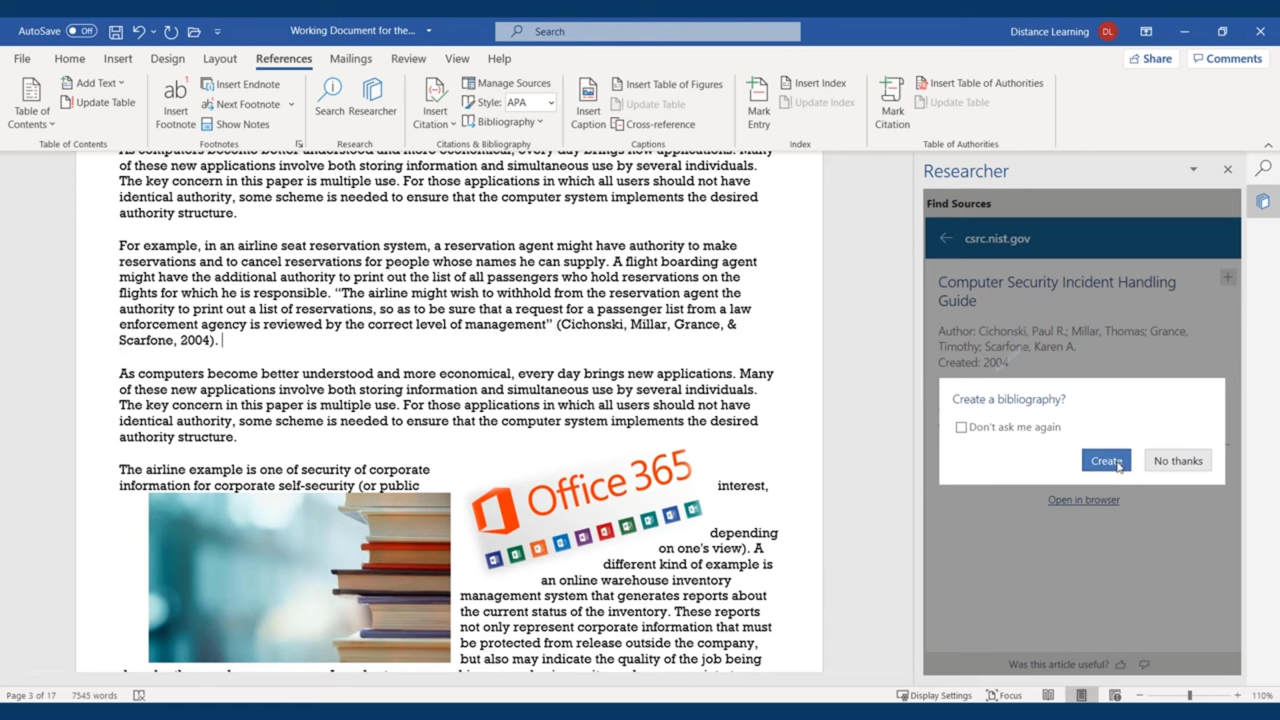 AutoSave Off
Working Document for the...
Search
Distance Learning DL
File Home Insert Draw Design Layout References Mailings Review View Help
Share Comments
Table of Contents
Add Text
Update Table
Table of Contents
ab
Insert Footnote
Insert Endnote
Next Footnote
Show Notes
Footnotes
Search
Researcher
Research
Insert Citation
Manage Sources
Style: APA
Bibliography
Citations & Bibliography
Insert Caption
Insert Table of Figures
Update Table
Cross-reference
Captions
Mark Entry
Insert Index
Update Index
Index
Mark Citation
Insert Table of Authorities
Update Table
Table of Authorities
As computers become better understood and more economical, every day brings new applications. Many
of these new applications involve both storing information and simultaneous use by several individuals.
The key concern in this paper is multiple use. For those applications in which all users should not have
identical authority, some scheme is needed to ensure that the computer system implements the desired
authority structure.
For example, in an airline seat reservation system, a reservation agent might have authority to make
reservations and to cancel reservations for people whose names he can supply. A flight boarding agent
might have the additional authority to print out the list of all passengers who hold reservations on the
flights for which he is responsible. “The airline might wish to withhold from the reservation agent the
authority to print out a list of reservations, so as to be sure that a request for a passenger list from a law
enforcement agency is reviewed by the correct level of management” (Cichonski, Millar, Grance, &
Scarfone, 2004).
As computers become better understood and more economical, every day brings new applications. Many
of these new applications involve both storing information and simultaneous use by several individuals.
The key concern in this paper is multiple use. For those applications in which all users should not have
identical authority, some scheme is needed to ensure that the computer system implements the desired
authority structure.
The airline example is one of security of corporate
information for corporate self-security (or public interest,
Office 365
depending
on one's view). A
different kind of example is
an online warehouse inventory
management system that generates reports about
the current status of the inventory. These reports
not only represent corporate information that must
be protected from release outside the company,
but also may indicate the quality of the job being
Researcher
Find Sources
csrc.nist.gov
Computer Security Incident Handling
Guide
Author: Cichonski, Paul R.; Millar, Thomas; Grance,
Timothy; Scarfone, Karen A.
Created: 2004
Create a bibliography?
Don't ask me again
Create No thanks
Open in browser
Was this article useful?
Page 3 of 17 7545 words
Display Settings Focus 110%